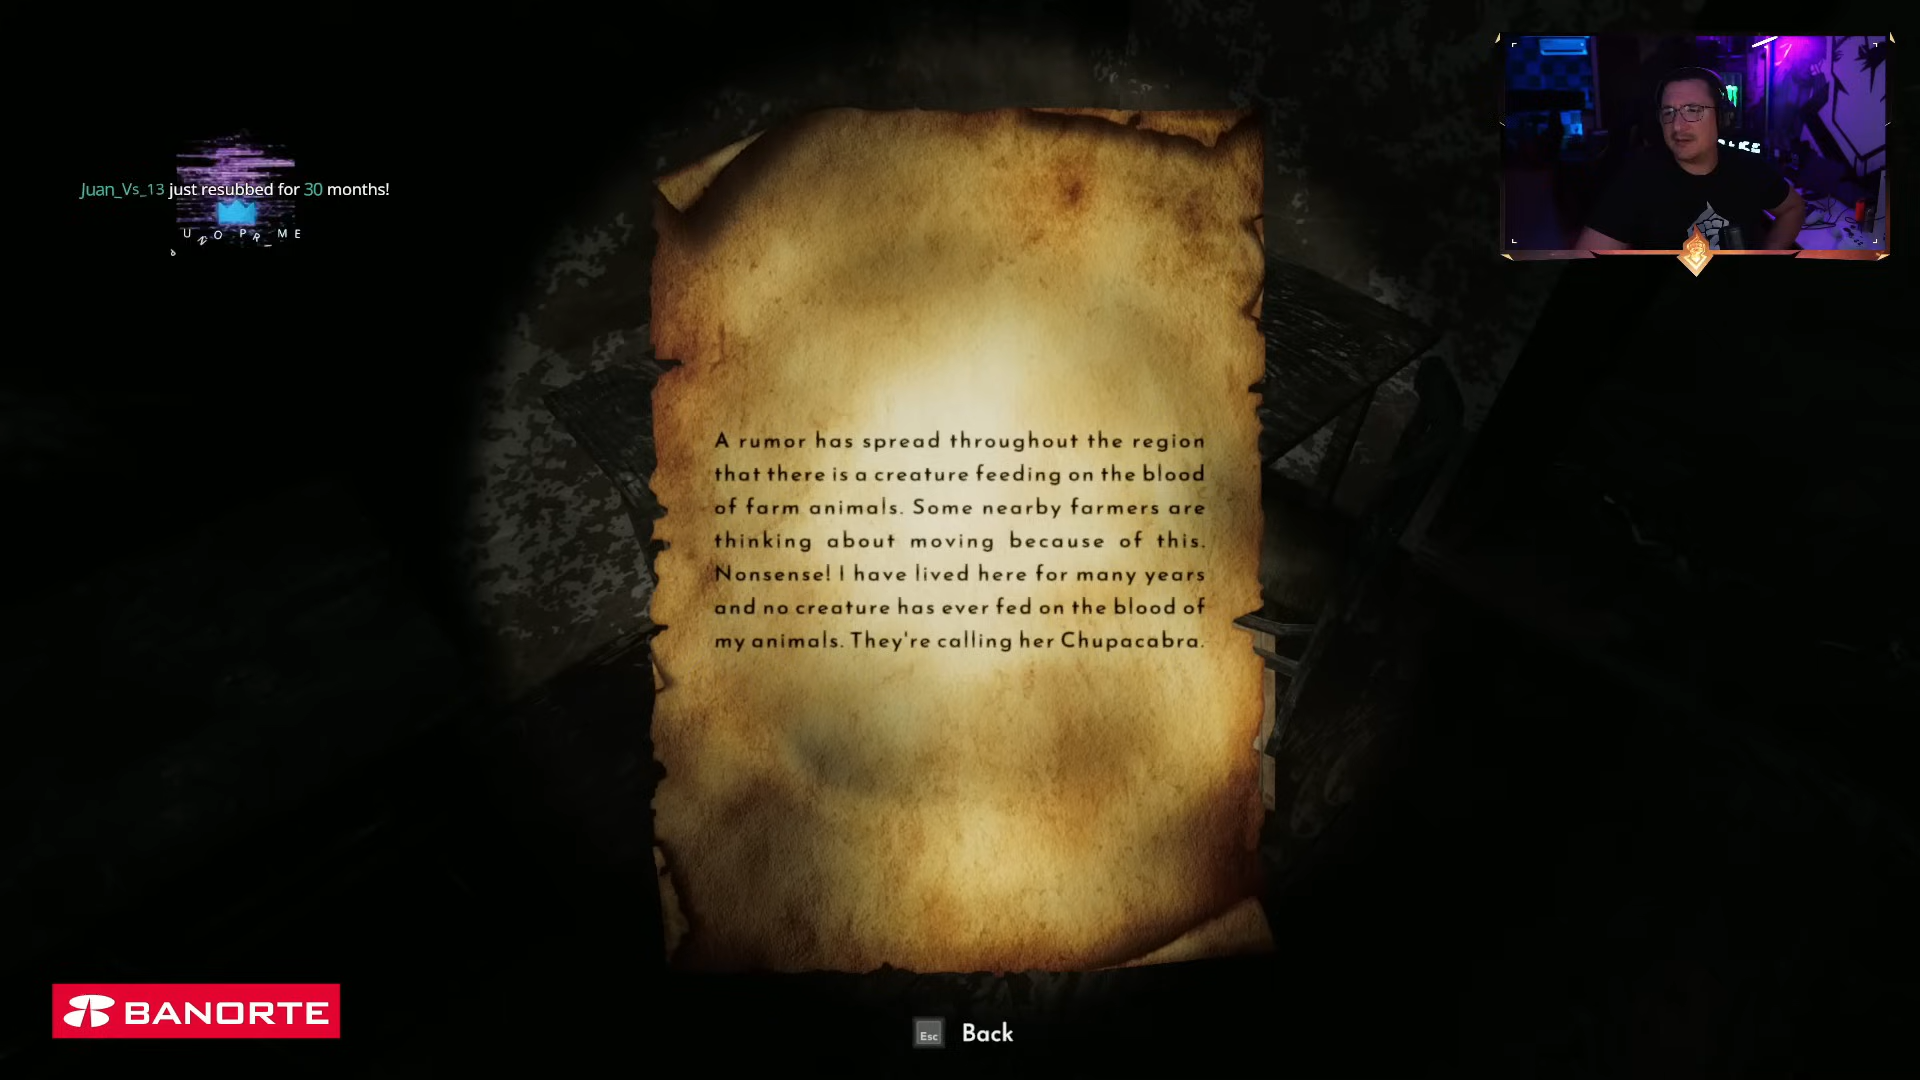 Juan_Vs_13 just resubbed for 30 months!
A rumor has spread throughout the region
that there is a creature feeding on the blood
of farm animals. Some nearby farmers are
thinking about moving because of this.
Nonsense! I have lived here for many years
and no creature has ever fed on the blood of
my animals. They're calling her Chupacabra.
BANORTE
Esc Back